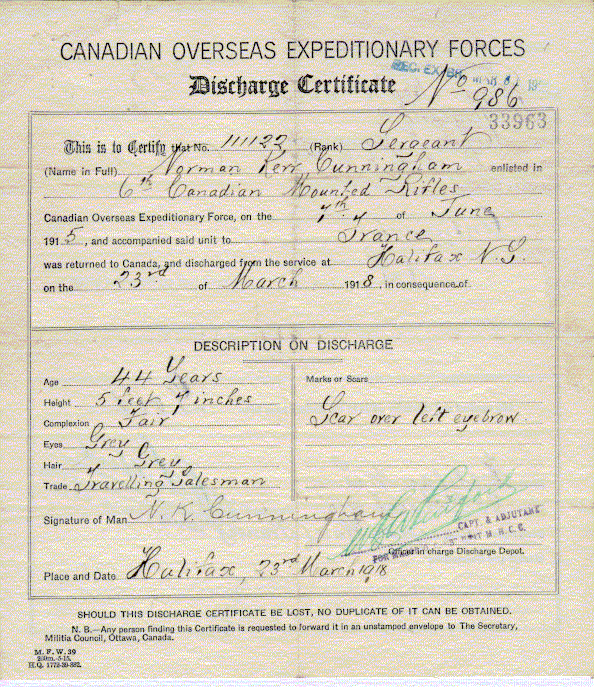 CANADIAN OVERSEAS EXPEDITIONARY FORCES
Discharge Certificate
No 986
33963
This is to Certify that No. 111122 (Rank) Sergeant
(Name in Full) Norman Kerr Cunningham enlisted in
6th Canadian Mounted Rifles
Canadian Overseas Expeditionary Force, on the 7th of June
1915, and accompanied said unit to France
was returned to Canada, and discharged from the service at Halifax N.S.
on the 23rd of March 1918, in consequence of
DESCRIPTION ON DISCHARGE
Age 44 Years
Marks or Scars
Height 5 feet 7 inches
Complexion Fair
Scar over left eyebrow
Eyes Grey
Hair Grey
Trade Travelling Salesman
Signature of Man N. K. Cunningham
CAPT. & ADJUTANT
FOR
Officer in charge Discharge Depot.
Place and Date Halifax, 23rd March 1918
SHOULD THIS DISCHARGE CERTIFICATE BE LOST, NO DUPLICATE OF IT CAN BE OBTAINED.
N. B.—Any person finding this Certificate is requested to forward it in an unstamped envelope to The Secretary,
Militia Council, Ottawa, Canada.
M. F. W. 39
H.Q. 1772-39-882.